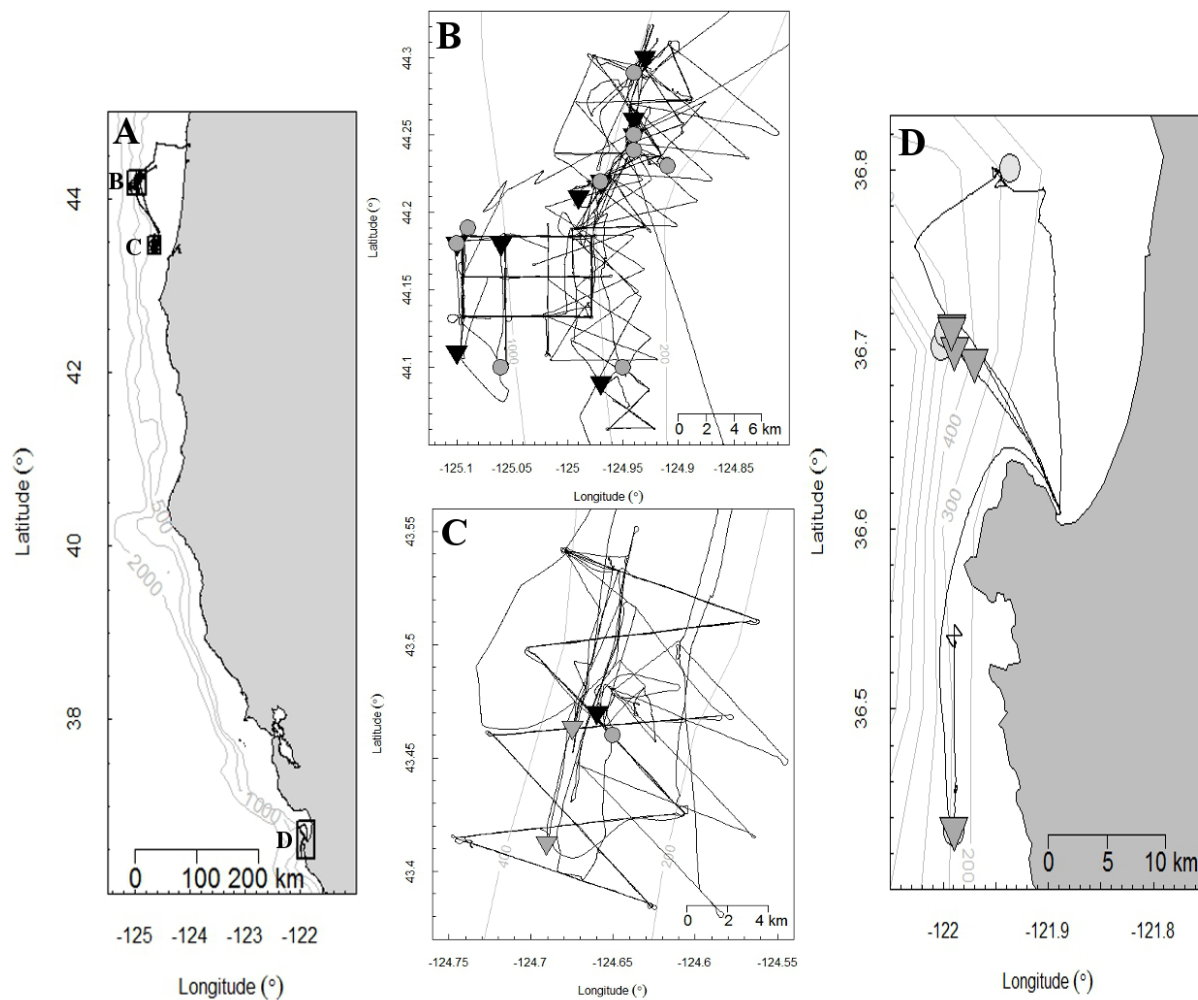 A
B
C
D
500
2000
1000
0 100 200 km
44
42
40
38
Latitude (°)
-125 -124 -123 -122
Longitude (°)
B
44.3
44.25
44.2
44.15
44.1
Latitude (°)
1000
200
0 2 4 6 km
-125.1 -125.05 -125 -124.95 -124.9 -124.85
Longitude (°)
C
43.55
43.5
43.45
43.4
Latitude (°)
400
200
0 2 4 km
-124.75 -124.7 -124.65 -124.6 -124.55
Longitude (°)
D
36.8
36.7
36.6
36.5
Latitude (°)
400
300
200
0 5 10 km
-122 -121.9 -121.8
Longitude (°)